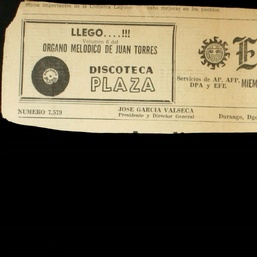 LLEGO....!!!
Volumen 6 del
ORGANO MELODICO DE JUAN TORRES
DISCOTECA
PLAZA
E
Servicios de AP, AFP,
DPA y EFE.
NUMERO 7,579
JOSE GARCIA VALSECA
Presidente y Director General
Durango, Dgo